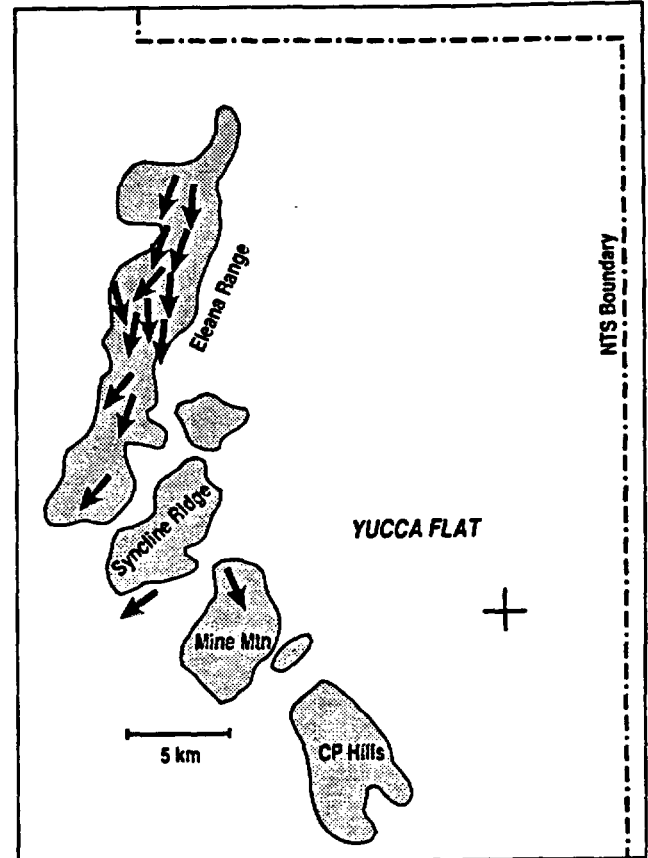 NTS Boundary
Eleana Range
Syncline Ridge
YUCCA FLAT
Mine Mtn
CP Hills
5 km